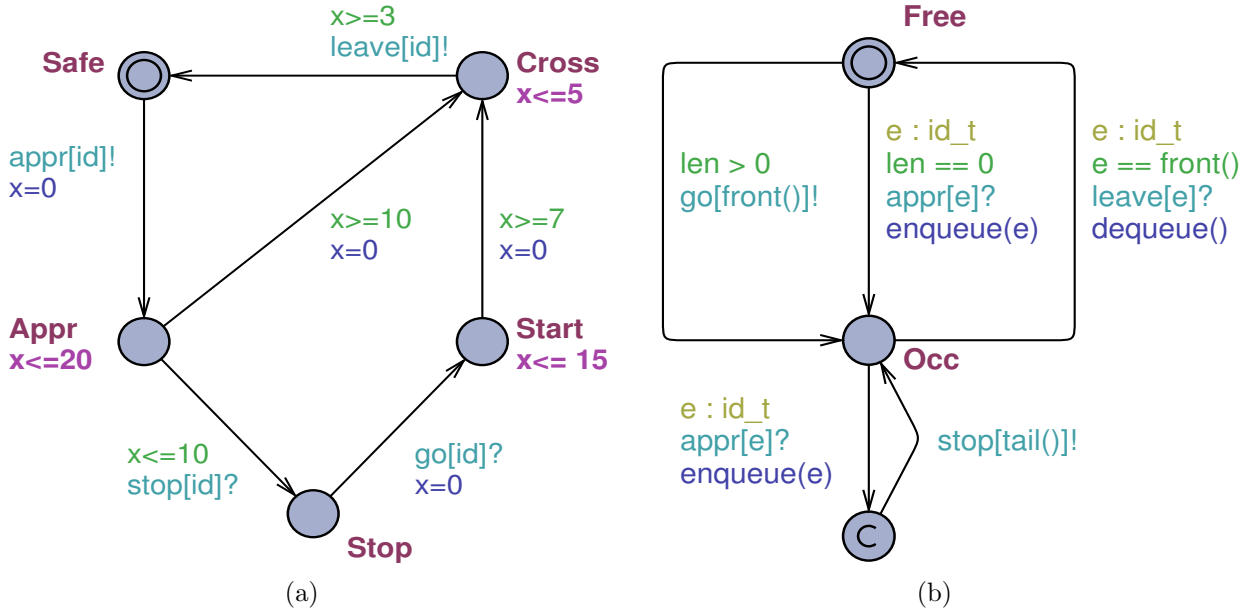 x>=3
leave[id]!
Safe
Cross
x<=5
appr[id]!
x=0
x>=10
x=0
x>=7
x=0
Appr
x<=20
Start
x<= 15
x<=10
stop[id]?
go[id]?
x=0
Stop
(a)
Free
len > 0
go[front()]!
e : id_t
len == 0
appr[e]?
enqueue(e)
e : id_t
e == front()
leave[e]?
dequeue()
Occ
e : id_t
appr[e]?
enqueue(e)
stop[tail()]!
C
(b)